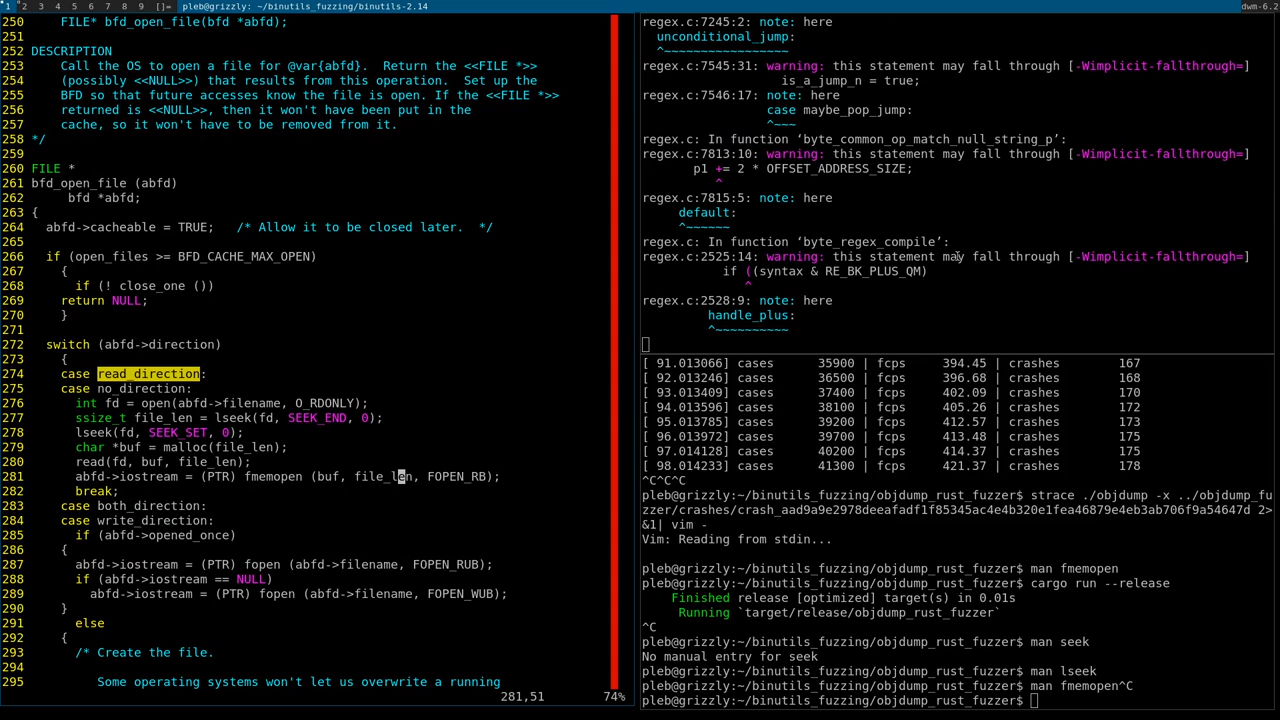 1 2 3 4 5 6 7 8 9 []= pleb@grizzly: ~/binutils_fuzzing/binutils-2.14 dwm-6.2
250     FILE* bfd_open_file(bfd *abfd);
251
252 DESCRIPTION
253     Call the OS to open a file for @var{abfd}.  Return the <<FILE *>>
254     (possibly <<NULL>>) that results from this operation.  Set up the
255     BFD so that future accesses know the file is open. If the <<FILE *>>
256     returned is <<NULL>>, then it won't have been put in the
257     cache, so it won't have to be removed from it.
258 */
259
260 FILE *
261 bfd_open_file (abfd)
262      bfd *abfd;
263 {
264   abfd->cacheable = TRUE;   /* Allow it to be closed later.  */
265
266   if (open_files >= BFD_CACHE_MAX_OPEN)
267     {
268       if (! close_one ())
269     return NULL;
270     }
271
272   switch (abfd->direction)
273     {
274     case read_direction:
275     case no_direction:
276       int fd = open(abfd->filename, O_RDONLY);
277       ssize_t file_len = lseek(fd, SEEK_END, 0);
278       lseek(fd, SEEK_SET, 0);
279       char *buf = malloc(file_len);
280       read(fd, buf, file_len);
281       abfd->iostream = (PTR) fmemopen (buf, file_len, FOPEN_RB);
282       break;
283     case both_direction:
284     case write_direction:
285       if (abfd->opened_once)
286     {
287       abfd->iostream = (PTR) fopen (abfd->filename, FOPEN_RUB);
288       if (abfd->iostream == NULL)
289         abfd->iostream = (PTR) fopen (abfd->filename, FOPEN_WUB);
290     }
291       else
292     {
293       /* Create the file.
294
295          Some operating systems won't let us overwrite a running
281,51 74%
regex.c:7245:2: note: here
  unconditional_jump:
  ^~~~~~~~~~~~~~~~~~
regex.c:7545:31: warning: this statement may fall through [-Wimplicit-fallthrough=]
                   is_a_jump_n = true;
regex.c:7546:17: note: here
                 case maybe_pop_jump:
                 ^~~~
regex.c: In function ‘byte_common_op_match_null_string_p’:
regex.c:7813:10: warning: this statement may fall through [-Wimplicit-fallthrough=]
       p1 += 2 * OFFSET_ADDRESS_SIZE;
          ^
regex.c:7815:5: note: here
     default:
     ^~~~~~~
regex.c: In function ‘byte_regex_compile’:
regex.c:2525:14: warning: this statement may fall through [-Wimplicit-fallthrough=]
           if ((syntax & RE_BK_PLUS_QM)
              ^
regex.c:2528:9: note: here
         handle_plus:
         ^~~~~~~~~~~
[ 91.013066] cases      35900 | fcps     394.45 | crashes        167
[ 92.013246] cases      36500 | fcps     396.68 | crashes        168
[ 93.013409] cases      37400 | fcps     402.09 | crashes        170
[ 94.013596] cases      38100 | fcps     405.26 | crashes        172
[ 95.013785] cases      39200 | fcps     412.57 | crashes        173
[ 96.013972] cases      39700 | fcps     413.48 | crashes        175
[ 97.014128] cases      40200 | fcps     414.37 | crashes        175
[ 98.014233] cases      41300 | fcps     421.37 | crashes        178
^C^C^C
pleb@grizzly:~/binutils_fuzzing/objdump_rust_fuzzer$ strace ./objdump -x ../objdump_fu
zzer/crashes/crash_aad9a9e2978deeafadf1f85345ac4e4b320e1fea46879e4eb3ab706f9a54647d 2>
&1| vim -
Vim: Reading from stdin...
pleb@grizzly:~/binutils_fuzzing/objdump_rust_fuzzer$ man fmemopen
pleb@grizzly:~/binutils_fuzzing/objdump_rust_fuzzer$ cargo run --release
    Finished release [optimized] target(s) in 0.01s
     Running `target/release/objdump_rust_fuzzer`
^C
pleb@grizzly:~/binutils_fuzzing/objdump_rust_fuzzer$ man seek
No manual entry for seek
pleb@grizzly:~/binutils_fuzzing/objdump_rust_fuzzer$ man lseek
pleb@grizzly:~/binutils_fuzzing/objdump_rust_fuzzer$ man fmemopen^C
pleb@grizzly:~/binutils_fuzzing/objdump_rust_fuzzer$